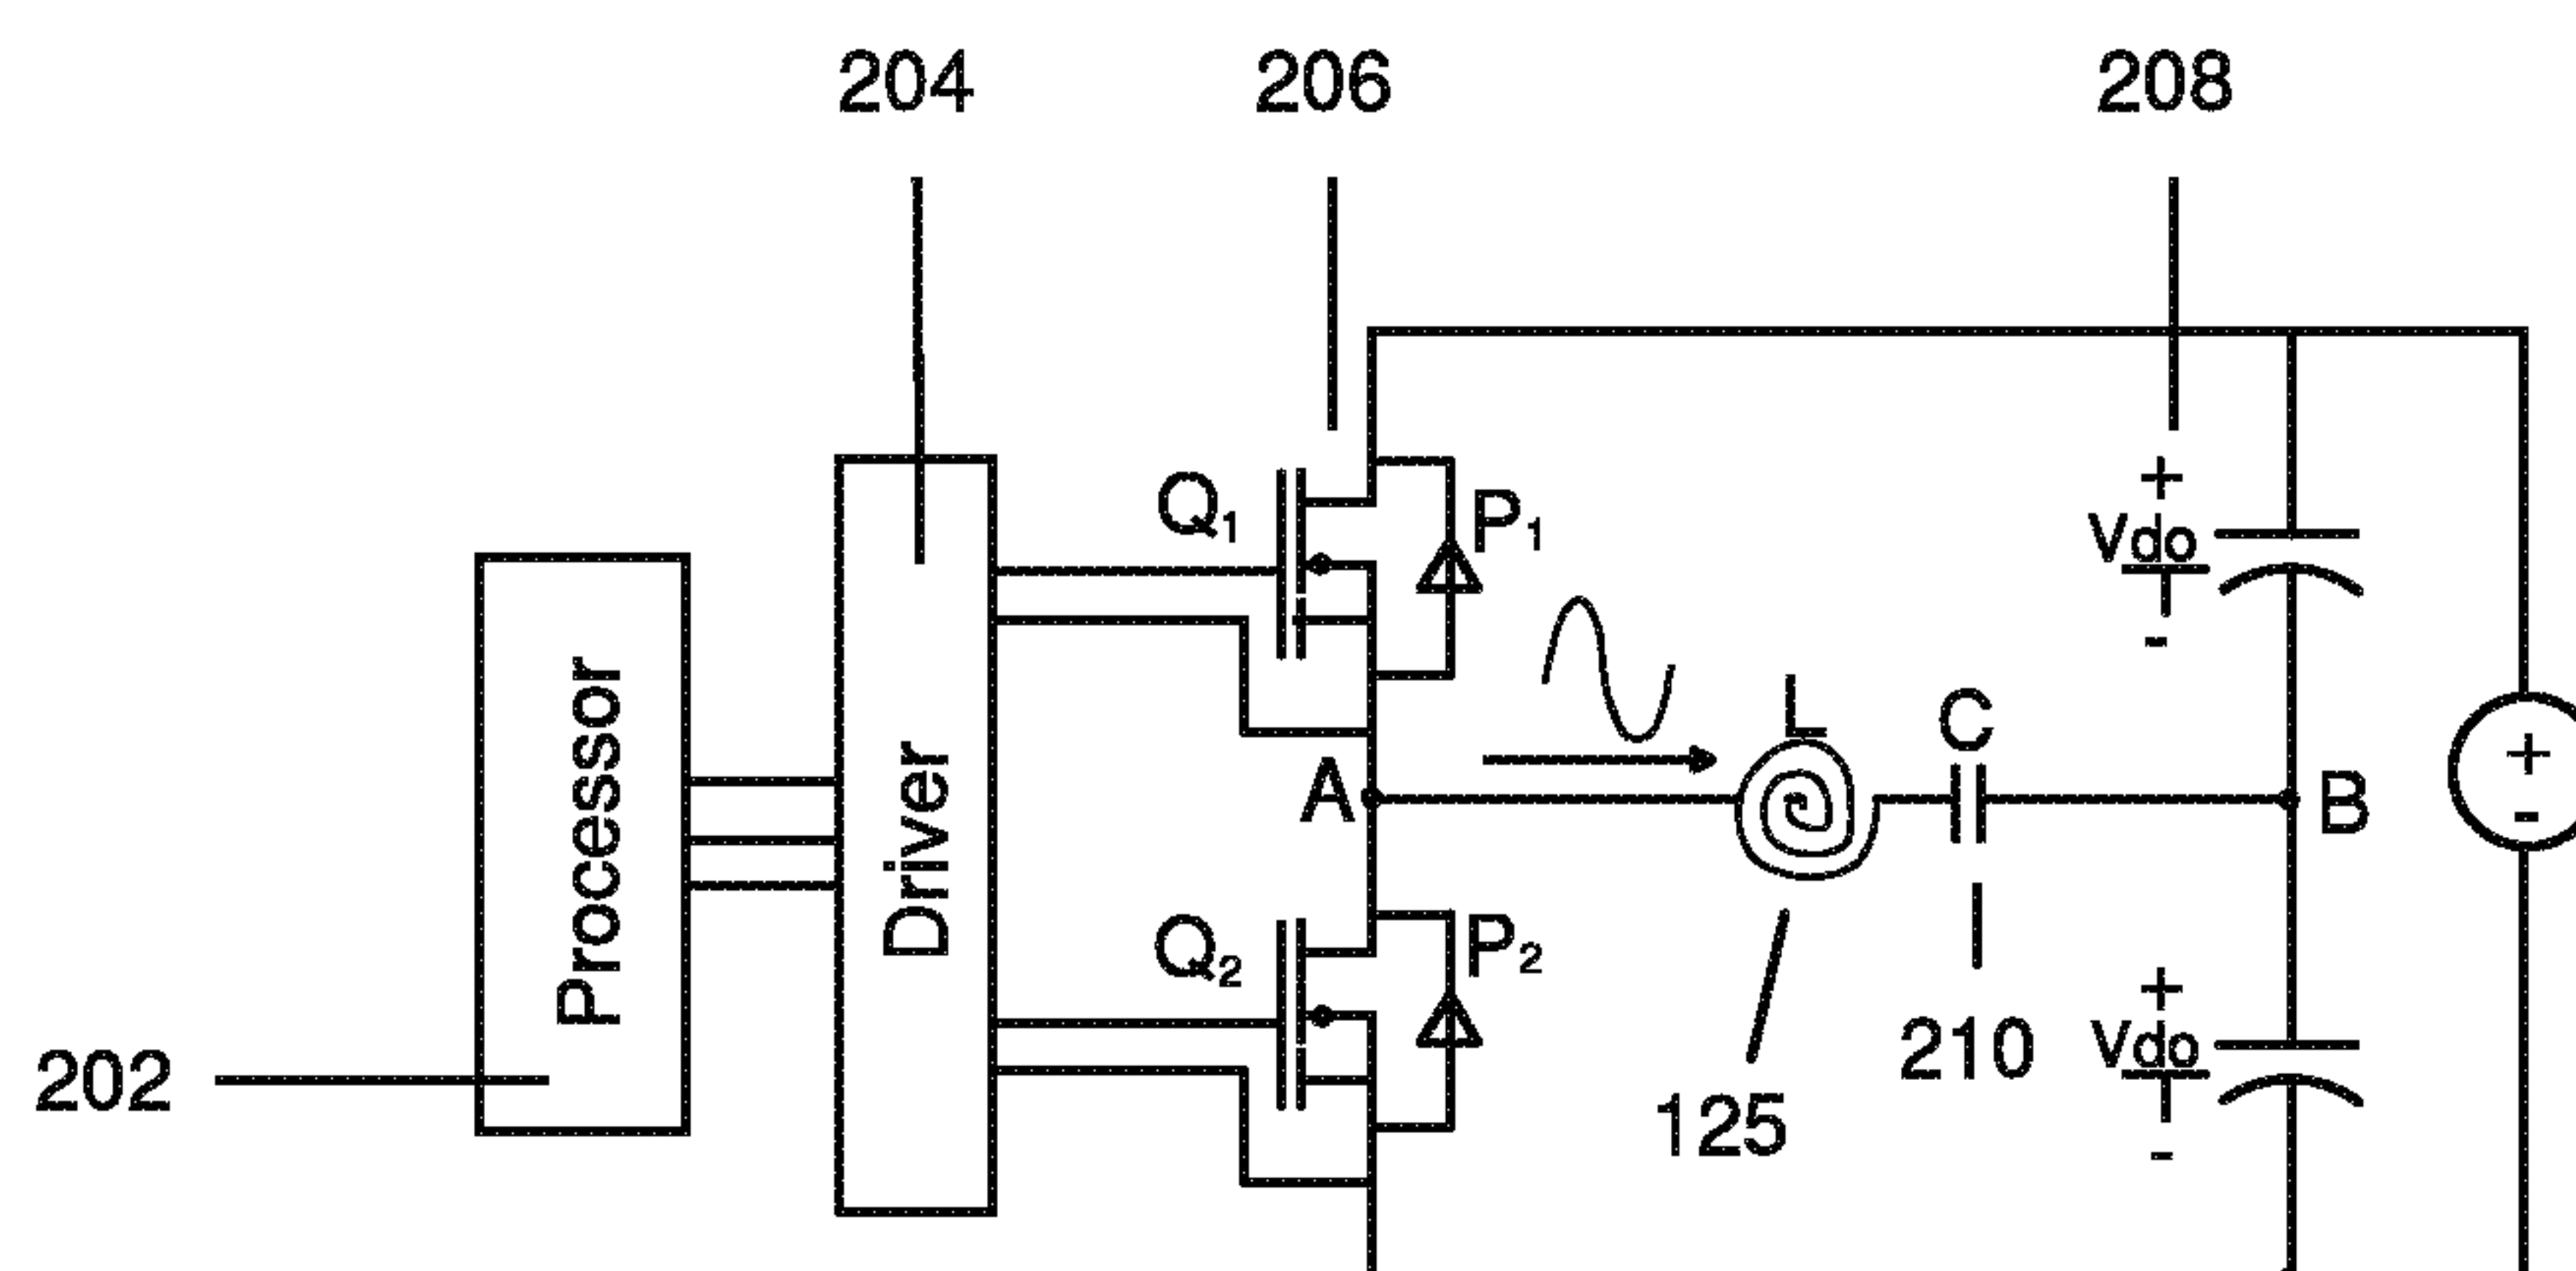 204 206 208
Q1 P1
+
Vdo
-
Processor
Driver
L
C
A
B
+
-
Q2 P2
+
Vdo
-
202
210
125